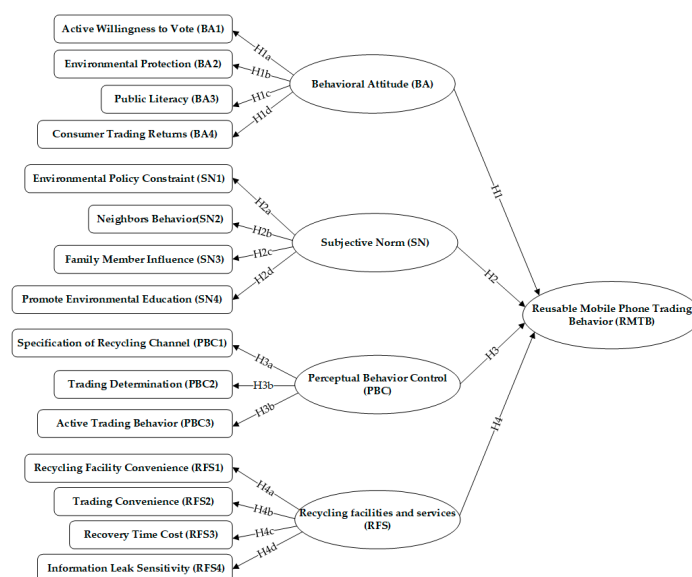 Active Willingness to Vote (BA1)
Environmental Protection (BA2)
Public Literacy (BA3)
Consumer Trading Returns (BA4)
H1a
H1b
H1c
H1d
Behavioral Attitude (BA)
H1
Environmental Policy Constraint (SN1)
Neighbors Behavior(SN2)
Family Member Influence (SN3)
Promote Environmental Education (SN4)
H2a
H2b
H2c
H2d
Subjective Norm (SN)
H2
Reusable Mobile Phone Trading
Behavior (RMTB)
Specification of Recycling Channel (PBC1)
Trading Determination (PBC2)
Active Trading Behavior (PBC3)
H3a
H3b
H3b
Perceptual Behavior Control
(PBC)
H3
Recycling Facility Convenience (RFS1)
Trading Convenience (RFS2)
Recovery Time Cost (RFS3)
Information Leak Sensitivity (RFS4)
H4a
H4b
H4c
H4d
Recycling facilities and services
(RFS)
H4